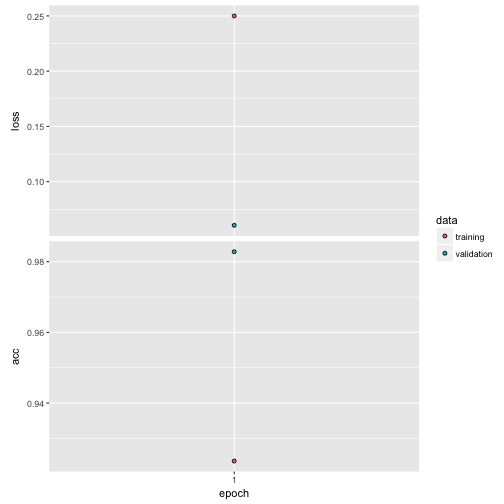 0.25
0.20
0.15
0.10
loss
0.98
0.96
0.94
acc
1
epoch
data
training
validation